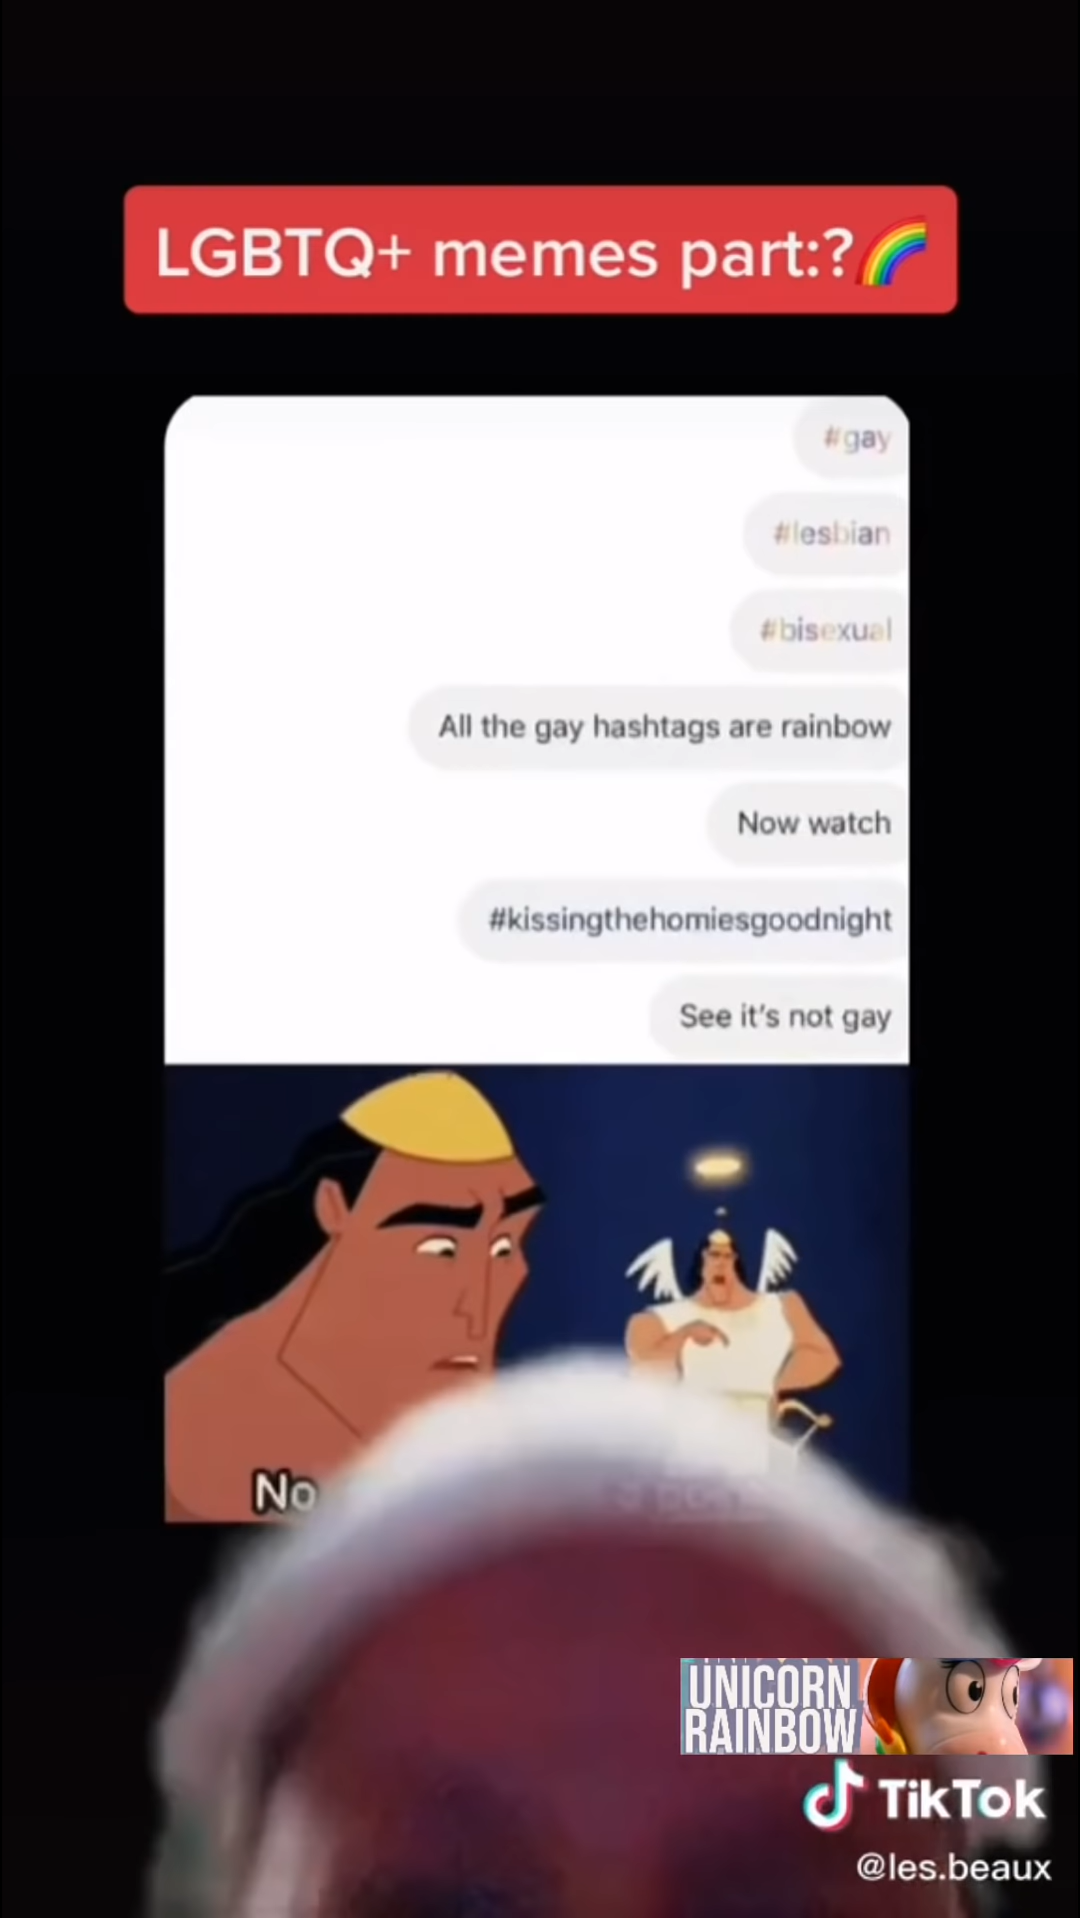 LGBTQ+ memes part:?🌈
#gay
#lesbian
#bisexual
All the gay hashtags are rainbow
Now watch
#kissingthehomiesgoodnight
See it's not gay
No
UNICORN
RAINBOW
TikTok
@les.beaux